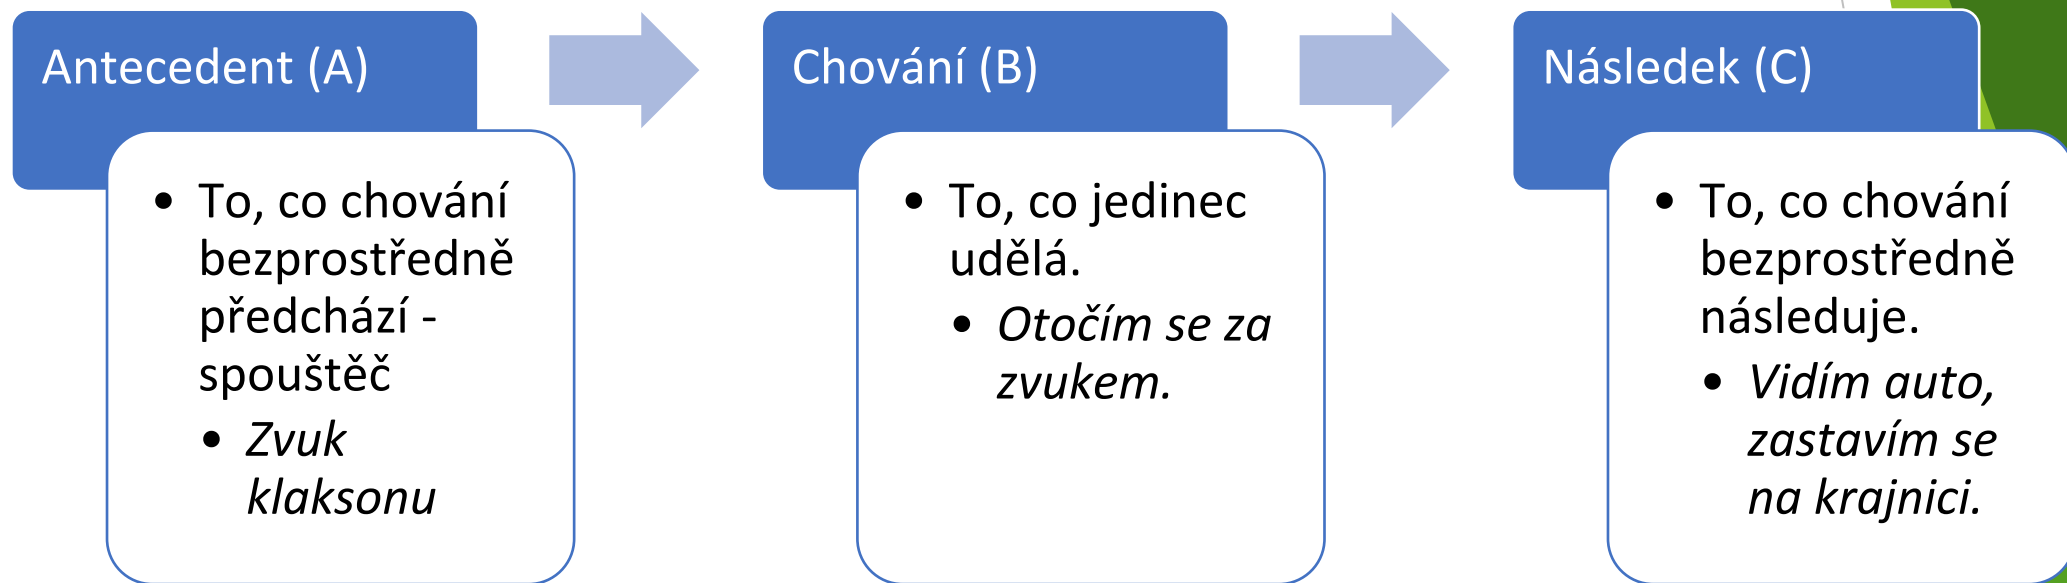 Antecedent (A)
• To, co chování
bezprostředně
předchází -
spouštěč
• Zvuk
klaksonu
Chování (B)
• To, co jedinec
udělá.
• Otočím se za
zvukem.
Následek (C)
• To, co chování
bezprostředně
následuje.
• Vidím auto,
zastavím se
na krajnici.